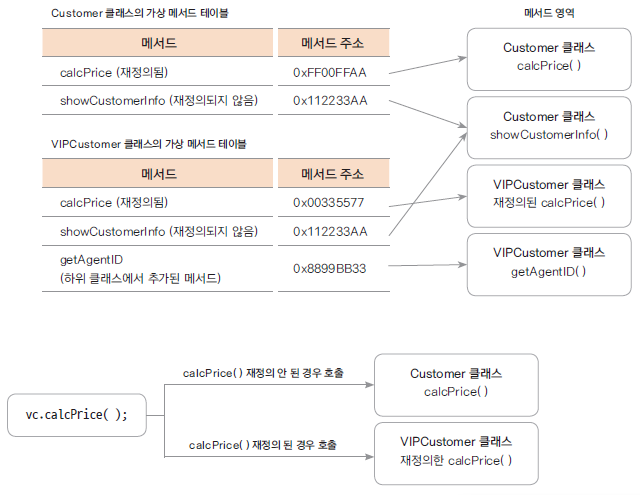 Customer 클래스의 가상 메서드 테이블
메서드 메서드 주소
calcPrice (재정의됨) 0xFF00FFAA
showCustomerInfo (재정의되지 않음) 0x112233AA
VIPCustomer 클래스의 가상 메서드 테이블
메서드 메서드 주소
calcPrice (재정의됨) 0x00335577
showCustomerInfo (재정의되지 않음) 0x112233AA
getAgentID
(하위 클래스에서 추가된 메서드) 0x8899BB33
메서드 영역
Customer 클래스
calcPrice( )
Customer 클래스
showCustomerInfo( )
VIPCustomer 클래스
재정의된 calcPrice( )
VIPCustomer 클래스
getAgentID( )
vc.calcPrice( );
calcPrice( ) 재정의 안 된 경우 호출
Customer 클래스
calcPrice( )
calcPrice( ) 재정의 된 경우 호출
VIPCustomer 클래스
재정의한 calcPrice( )